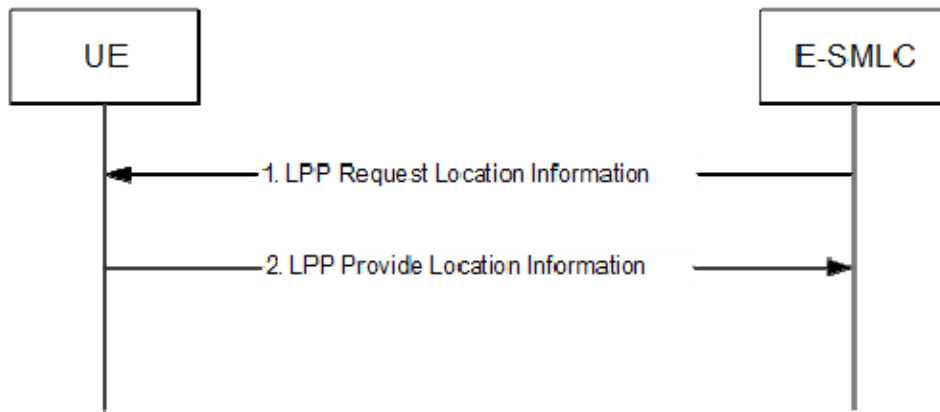 UE
E-SMLC
1. LPP Request Location Information
2. LPP Provide Location Information